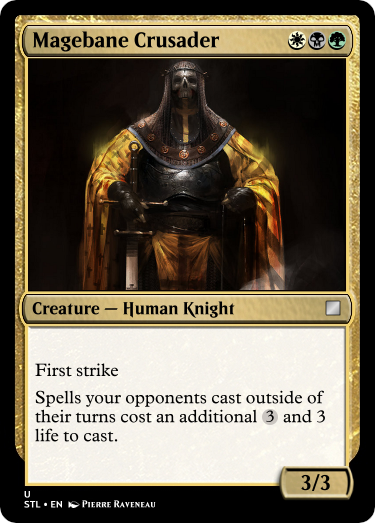 Magebane Crusader
Creature — Human Knight
First strike
Spells your opponents cast outside of
their turns cost an additional 3 and 3
life to cast.
3/3
U
STL • EN Pierre Raveneau